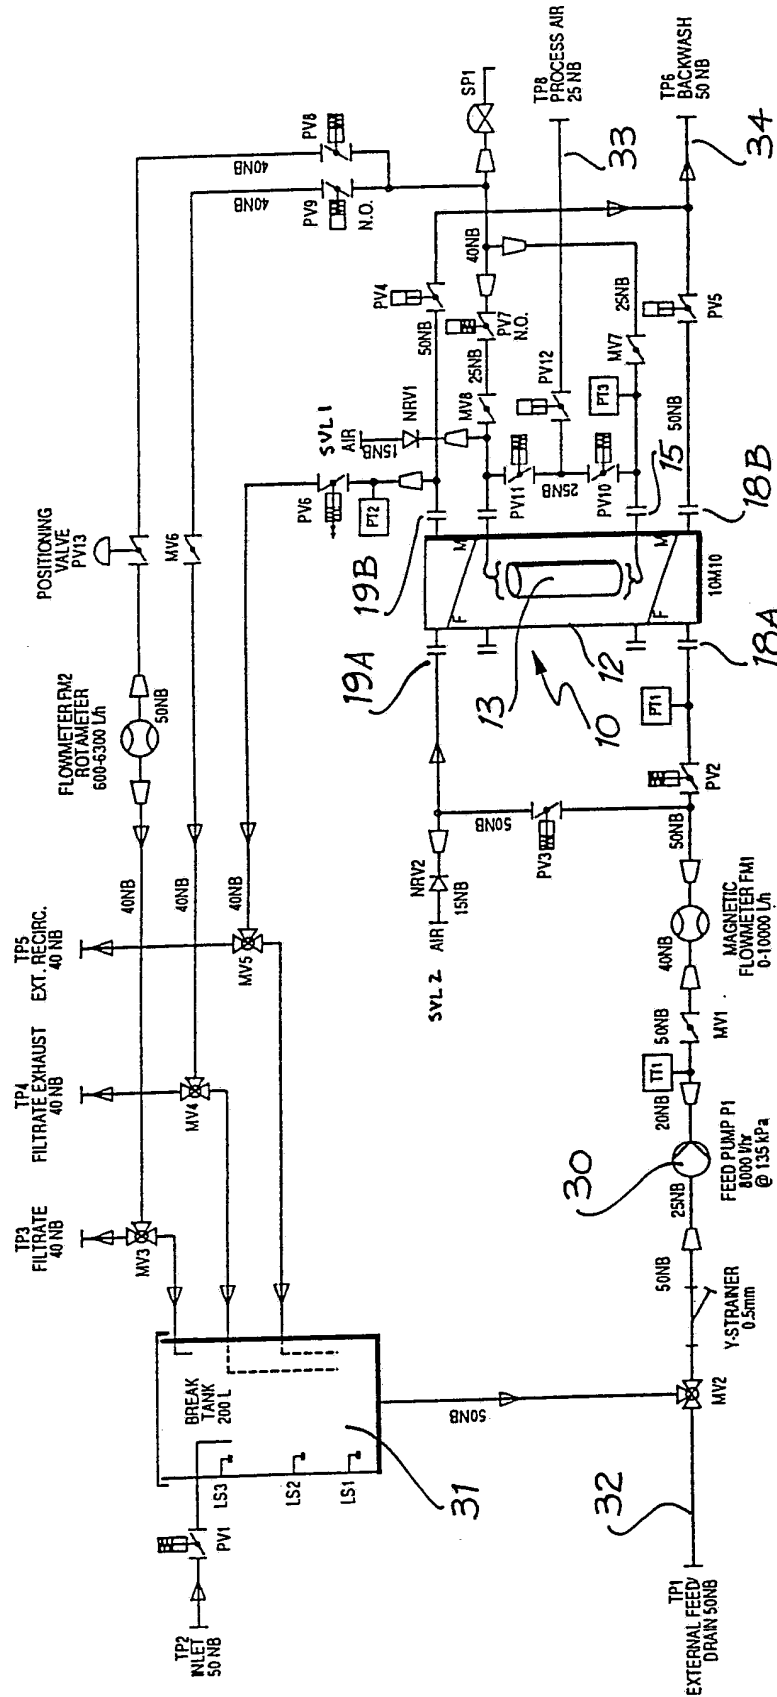 TP2
INLET
50 NB
PV1
LS3
LS2
LS1
BREAK
TANK
200 L
31
TP1
EXTERNAL FEED/
DRAIN 50NB
32
50NB
MV2
Y-STRAINER
0.5mm
50NB
25NB
30
FEED PUMP P1
8000 l/hr
@ 135 kPa
20NB
TT1
50NB
MV1
40NB
MAGNETIC
FLOWMETER FM1
0-10000 L/h
50NB
PV2
PT1
18A
TP3
FILTRATE
40 NB
MV3
TP4
FILTRATE EXHAUST
40 NB
MV4
TP5
EXT. RECIRC.
40 NB
MV5
40NB
40NB
40NB
FLOWMETER FM2
ROTAMETER
600-6300 L/h
50NB
POSITIONING
VALVE
PV13
MV6
SVL 2
AIR
NRV2
15NB
50NB
PV3
19A
10
12
13
F
M
F
M
10M10
19B
PV6
PT2
SVL 1
AIR
15NB
NRV1
MV8
25NB
PV7
N.O.
50NB
PV4
40NB
PV11
25NB
PV10
PV12
15
PT3
MV7
25NB
18B
50NB
PV5
40NB
40NB
PV9
N.O.
PV8
SP1
TP8
PROCESS AIR
25 NB
33
TP6
BACKWASH
50 NB
34